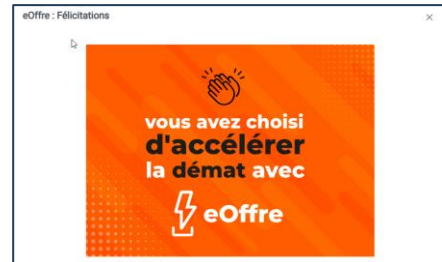 eOffre : Félicitations
vous avez choisi
d'accélérer
la démat avec
eOffre